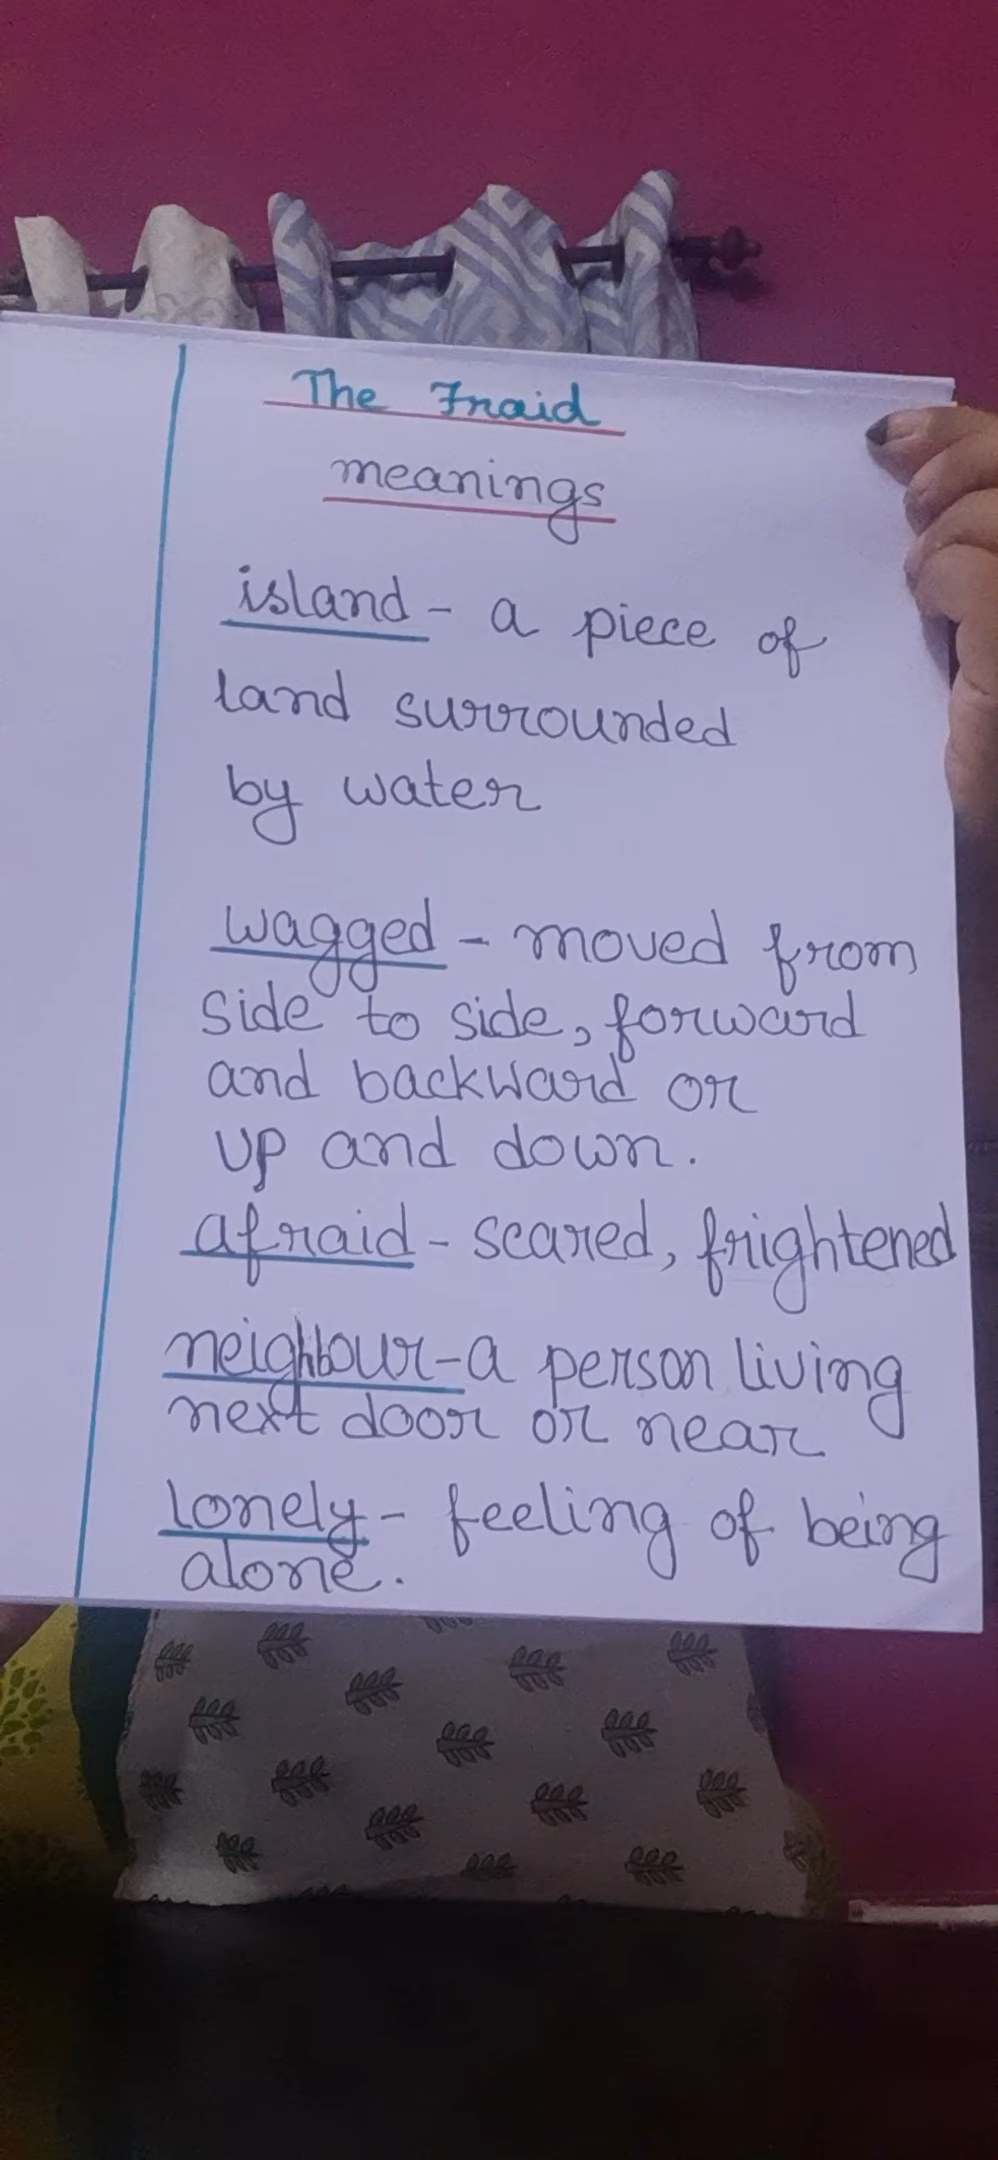 The Fraid
meanings
island - a piece of
land surrounded
by water
wagged - moved from
side to side, forward
and backward or
up and down.
afraid - scared, frightened
neighbour - a person living
next door or near
lonely - feeling of being
alone.